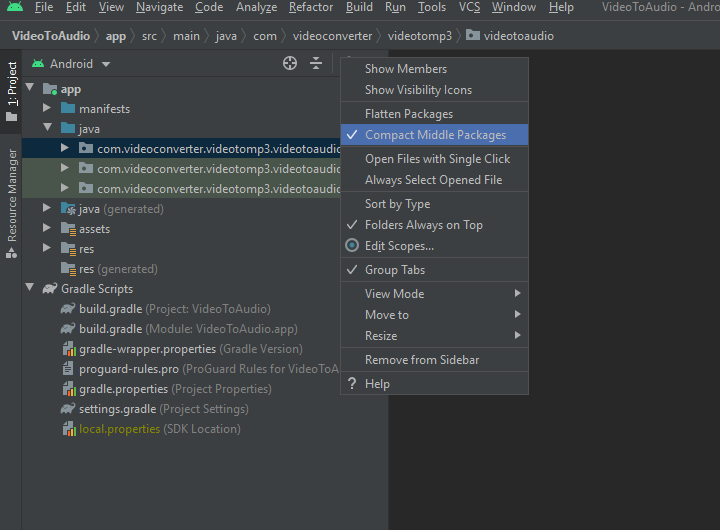 File Edit View Navigate Code Analyze Refactor Build Run Tools VCS Window Help VideoToAudio - Andro
VideoToAudio app src main java com videoconverter videotomp3 videotoaudio
1: Project
Resource Manager
Android
app
manifests
java
com.videoconverter.videotomp3.videotoaudio
com.videoconverter.videotomp3.videotoaudio
com.videoconverter.videotomp3.videotoaudio
java (generated)
assets
res
res (generated)
Gradle Scripts
build.gradle (Project: VideoToAudio)
build.gradle (Module: VideoToAudio.app)
gradle-wrapper.properties (Gradle Version)
proguard-rules.pro (ProGuard Rules for VideoToA
gradle.properties (Project Properties)
settings.gradle (Project Settings)
local.properties (SDK Location)
Show Members
Show Visibility Icons
Flatten Packages
Compact Middle Packages
Open Files with Single Click
Always Select Opened File
Sort by Type
Folders Always on Top
Edit Scopes...
Group Tabs
View Mode
Move to
Resize
Remove from Sidebar
? Help